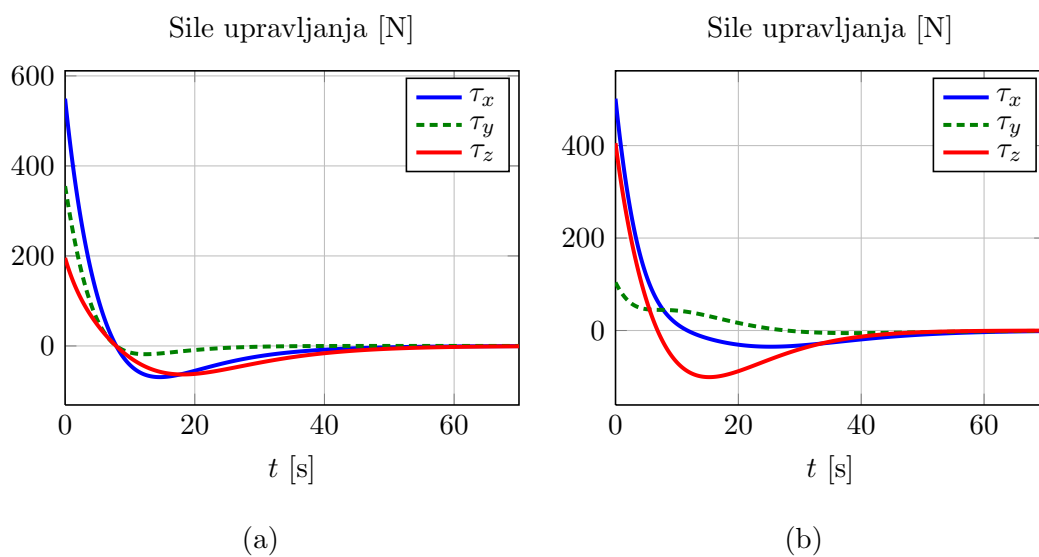 Sile upravljanja [N]
600
400
200
0
0
20
40
60
τx
τy
τz
t [s]
(a)
Sile upravljanja [N]
400
200
0
0
20
40
60
τx
τy
τz
t [s]
(b)